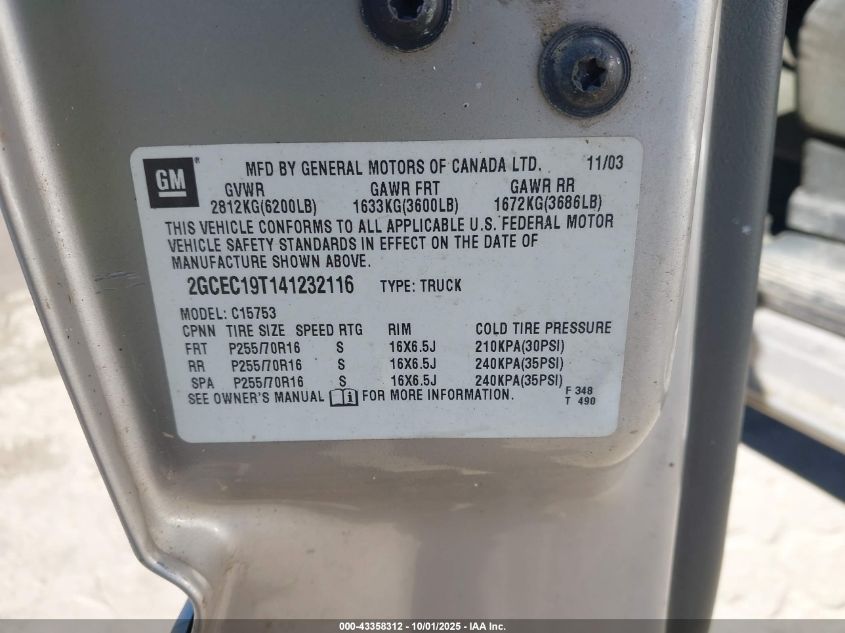 GM ® MFD BY GENERAL MOTORS OF CANADA LTD. 11/03
GVWR GAWR FRT GAWR RR
2812KG(6200LB) 1633KG(3600LB) 1672KG(3686LB)
THIS VEHICLE CONFORMS TO ALL APPLICABLE U.S. FEDERAL MOTOR
VEHICLE SAFETY STANDARDS IN EFFECT ON THE DATE OF
MANUFACTURE SHOWN ABOVE.
2GCEC19T141232116 TYPE: TRUCK
MODEL: C15753
CPNN TIRE SIZE SPEED RTG RIM COLD TIRE PRESSURE
FRT P255/70R16 S 16X6.5J 210KPA(30PSI)
RR P255/70R16 S 16X6.5J 240KPA(35PSI)
SPA P255/70R16 S 16X6.5J 240KPA(35PSI)
SEE OWNER'S MANUAL FOR MORE INFORMATION. F 348
T 490
000-43358312 • 10/01/2025 • IAA Inc.